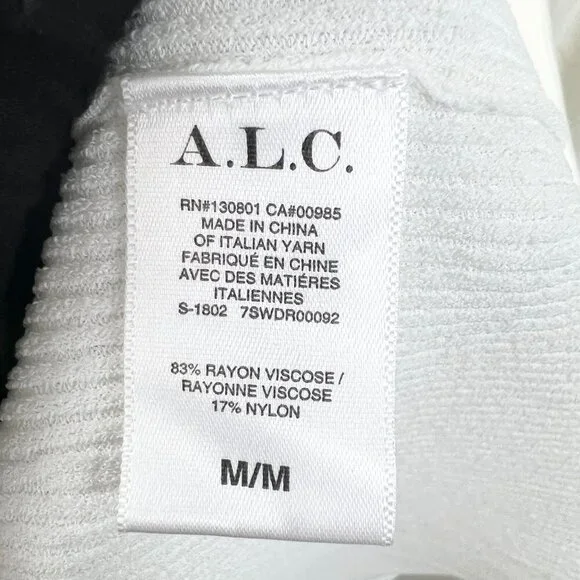 A.L.C.
RN#130801 CA#00985
MADE IN CHINA
OF ITALIAN YARN
FABRIQUÉ EN CHINE
AVEC DES MATIÉRES
ITALIENNES
S-1802 7SWDR00092
83% RAYON VISCOSE /
RAYONNE VISCOSE
17% NYLON
M/M